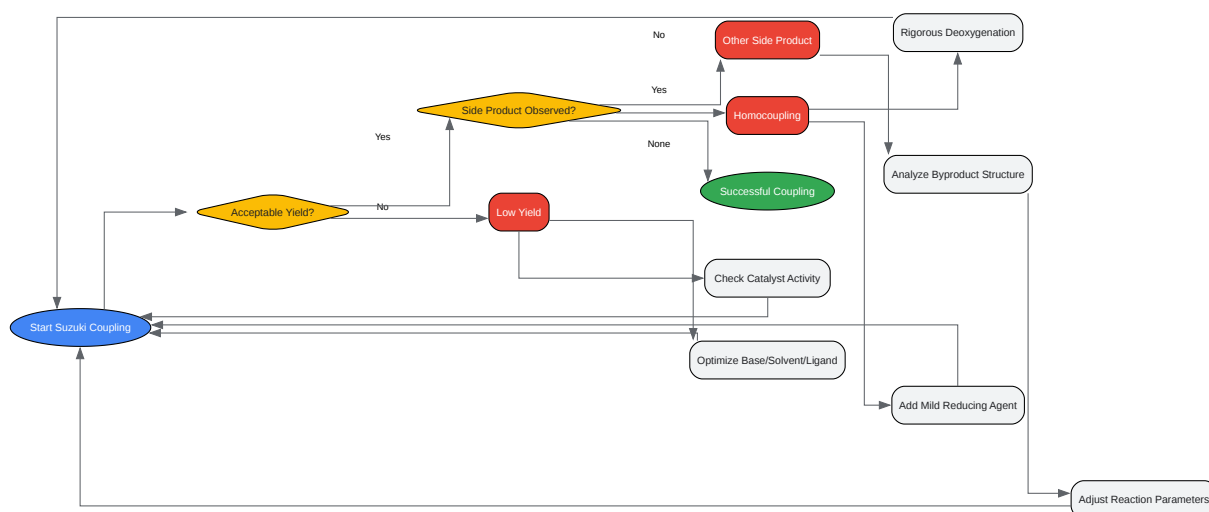 Rigorous Deoxygenation
No
Other Side Product
Yes
Side Product Observed?
Homocoupling
Yes
None
Analyze Byproduct Structure
Successful Coupling
Acceptable Yield?
No
Low Yield
Check Catalyst Activity
Start Suzuki Coupling
Optimize Base/Solvent/Ligand
Add Mild Reducing Agent
Adjust Reaction Parameters